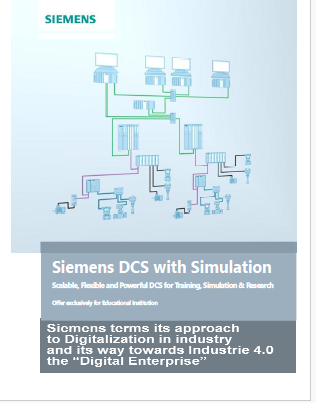 SIEMENS
Siemens DCS with Simulation
Scalable, Flexible and Powerful DCS for Training, Simulation & Research
Offer exclusively for Educational Institution
Siemens terms its approach
to Digitalization in industry
and its way towards Industrie 4.0
the “Digital Enterprise”